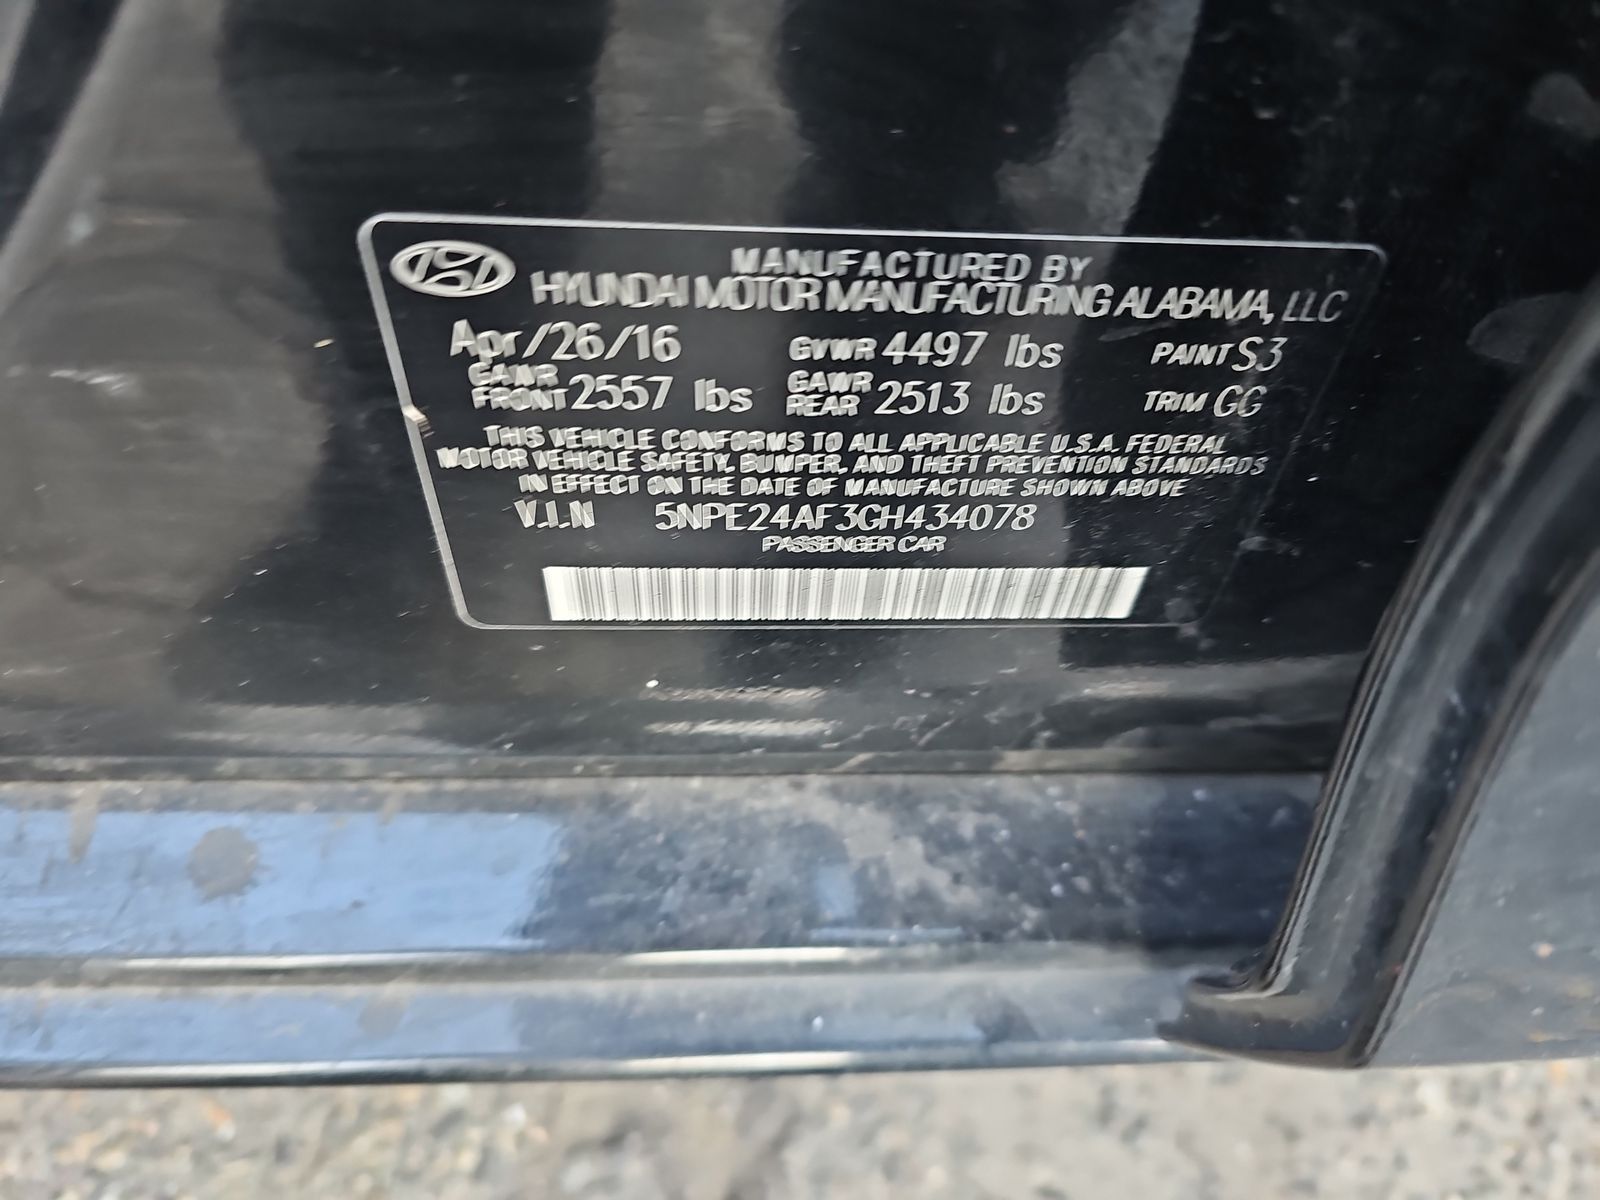 MANUFACTURED BY
HYUNDAI MOTOR MANUFACTURING ALABAMA, LLC
Apr/26/16 GVWR 4497 lbs PAINT S3
GAWR FRONT 2557 lbs GAWR REAR 2513 lbs TRIM GG
THIS VEHICLE CONFORMS TO ALL APPLICABLE U.S.A. FEDERAL
MOTOR VEHICLE SAFETY, BUMPER, AND THEFT PREVENTION STANDARDS
IN EFFECT ON THE DATE OF MANUFACTURE SHOWN ABOVE
V.I.N 5NPE24AF3GH434078
PASSENGER CAR